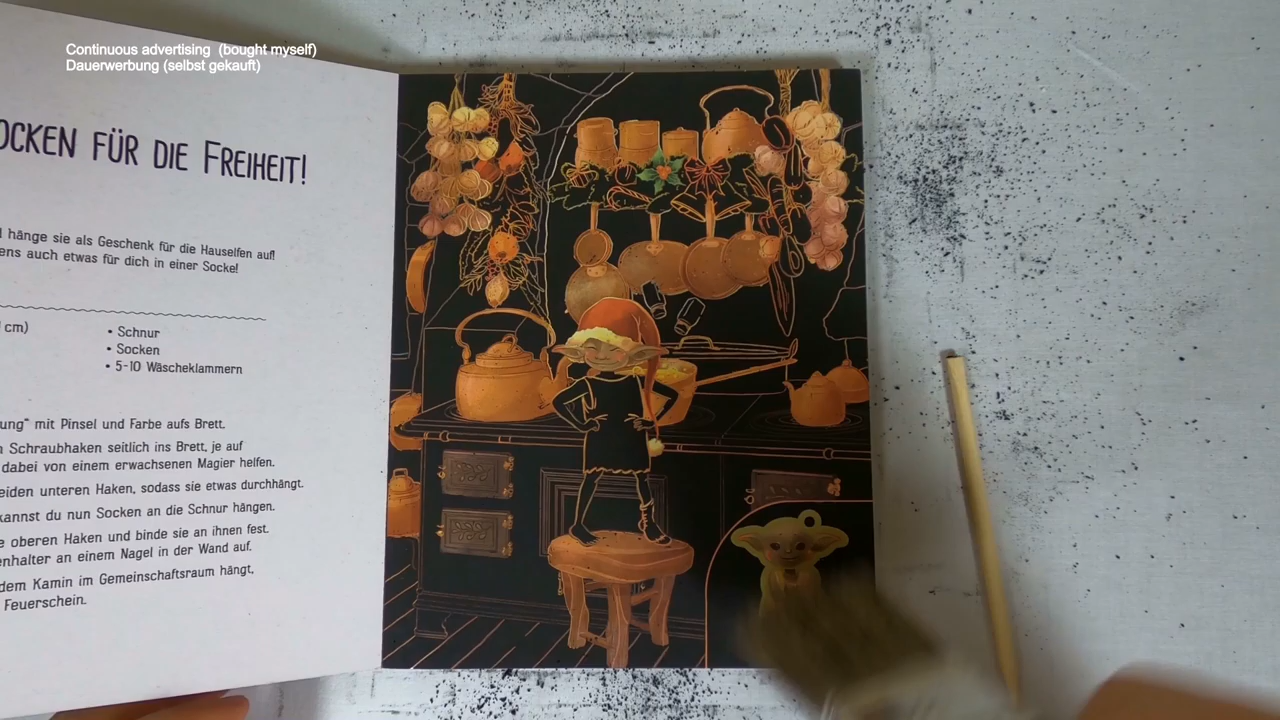 Continuous advertising (bought myself)
Dauerwerbung (selbst gekauft)
OCKEN FÜR DIE FREIHEIT!
hänge sie als Geschenk für die Hauselfen auf!
ens auch etwas für dich in einer Socke!
cm)
• Schnur
• Socken
• 5-10 Wäscheklammern
ung" mit Pinsel und Farbe aufs Brett.
n Schraubhaken seitlich ins Brett, je auf
dabei von einem erwachsenen Magier helfen.
eiden unteren Haken, sodass sie etwas durchhängt.
kannst du nun Socken an die Schnur hängen.
e oberen Haken und binde sie an ihnen fest.
enhalter an einem Nagel in der Wand auf.
dem Kamin im Gemeinschaftsraum hängt,
Feuerschein.